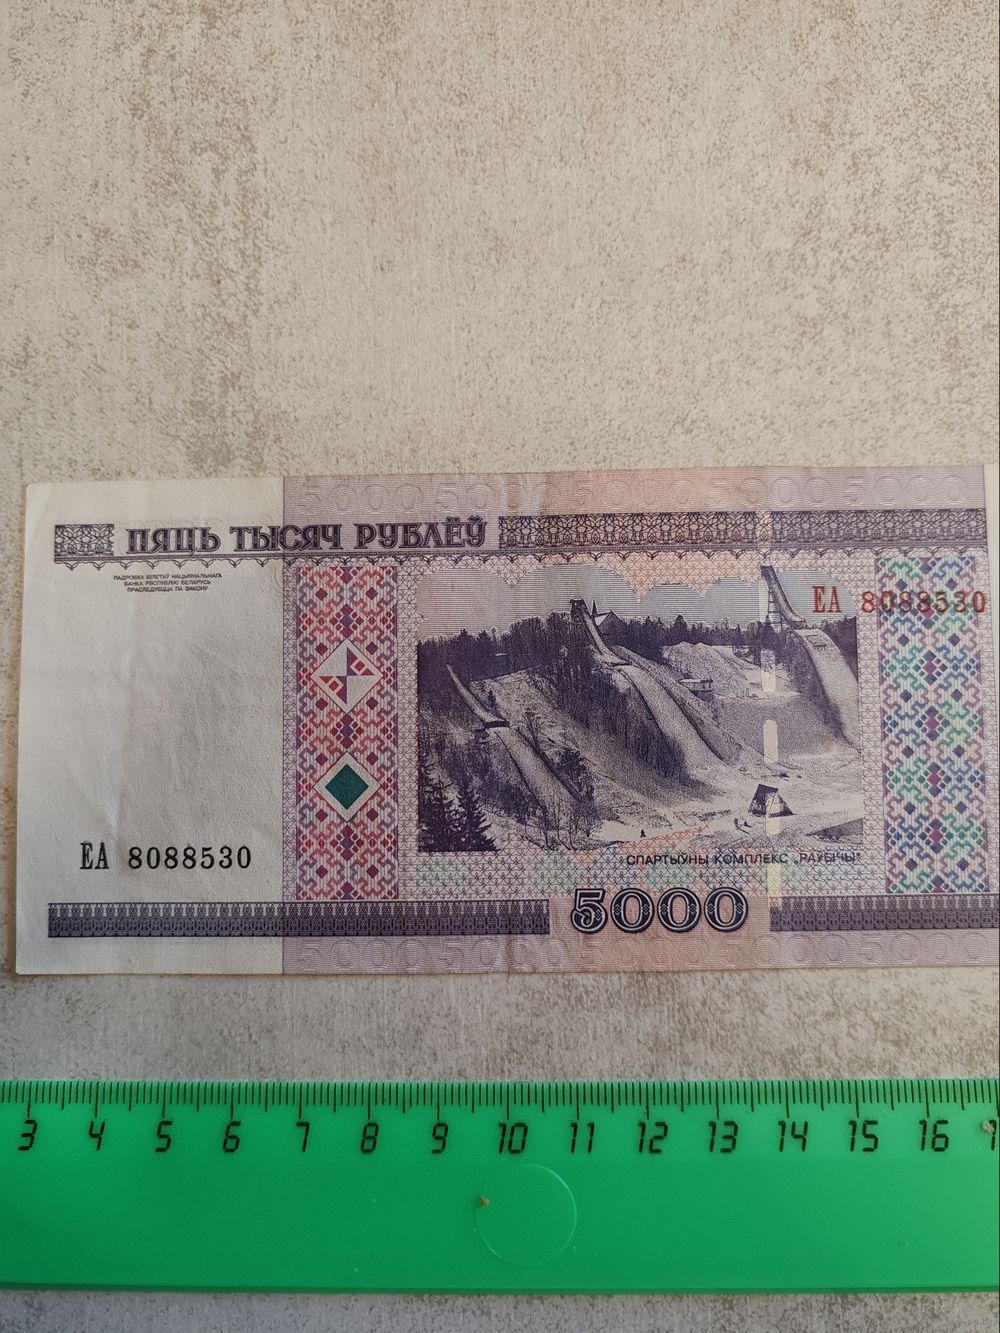 ПЯЦЬ ТЫСЯЧ РУБЛЁЎ
ПАДРОБКА БІЛЕТАЎ НАЦЫЯНАЛЬНАГА
БАНКА РЭСПУБЛІКІ БЕЛАРУСЬ
ПРАСЛЕДУЕЦЦА ПА ЗАКОНУ
ЕА 8088530
ЕА 8088530
СПАРТЫЎНЫ КОМПЛЕКС „РАЎБІЧЫ"
5000
3 4 5 6 7 8 9 10 11 12 13 14 15 16